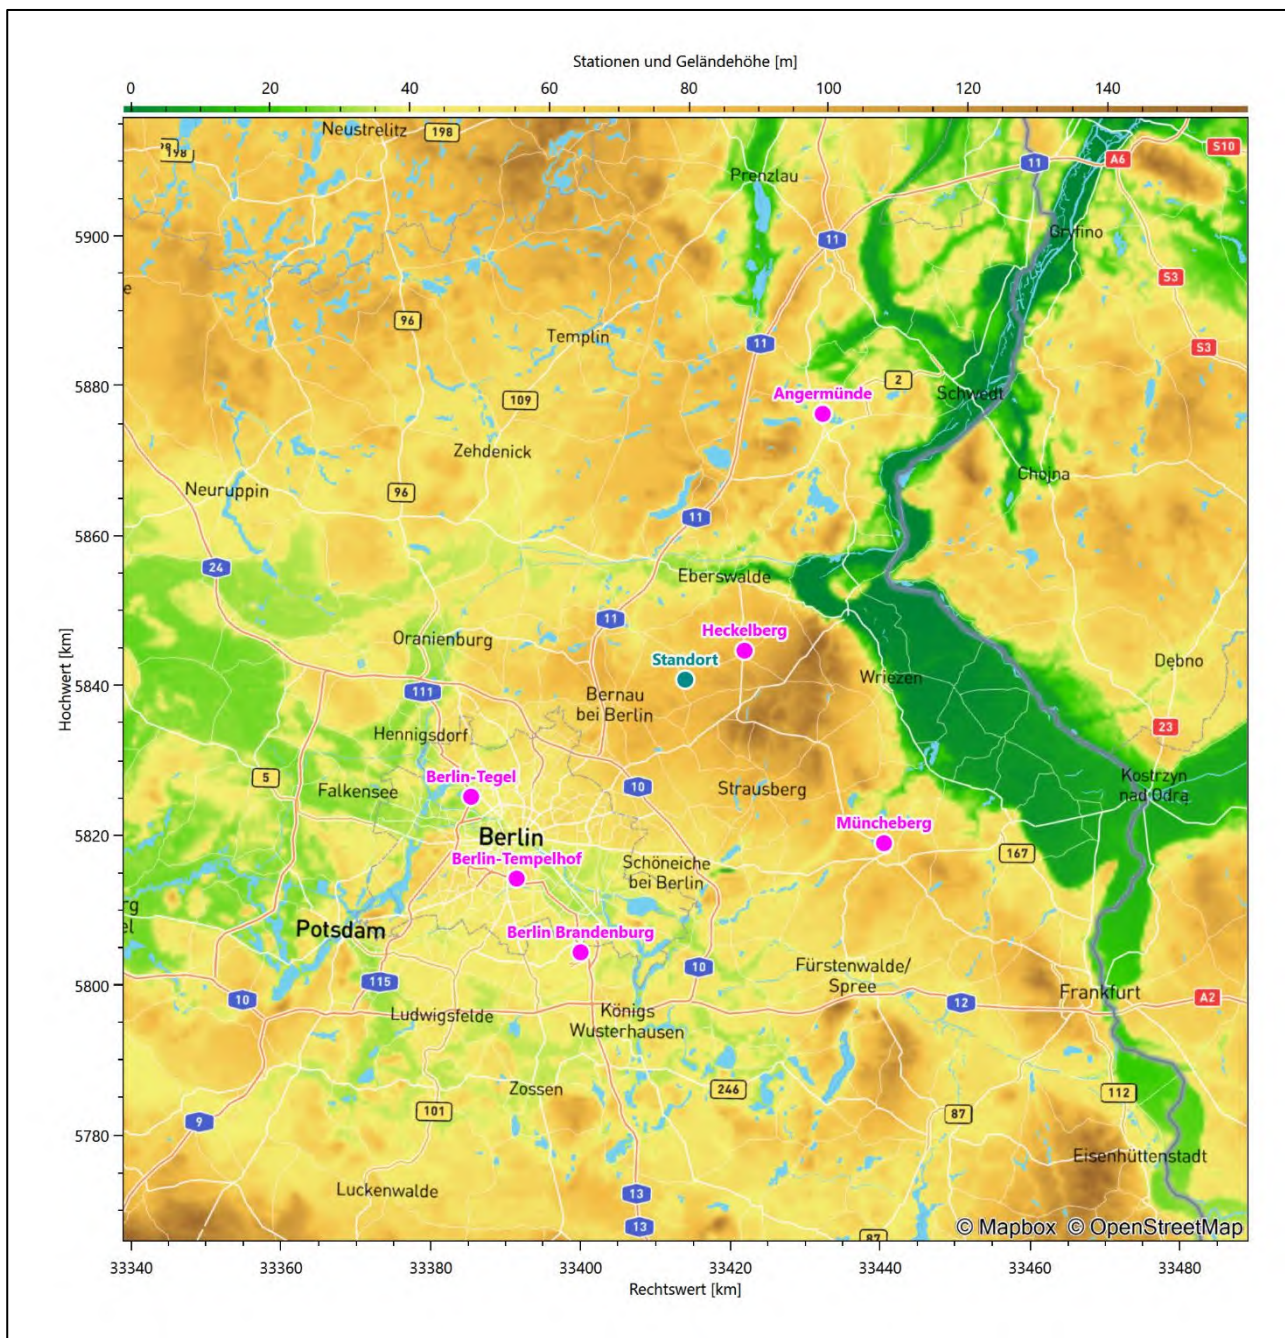 Stationen und Geländehöhe [m]
0 20 40 60 80 100 120 140
Neustrelitz
198
198
11
A6
S10
Prenzlau
5900
11
Gryfino
S3
e
96
Templin
11
S3
5880
109
Angermünde
2
Schwedt
Zehdenick
Chojna
Neuruppin
96
11
5860
24
Eberswalde
11
Oranienburg
Heckelberg
Standort
Dębno
Wriezen
5840
111
Bernau
bei Berlin
Hochwert [km]
Hennigsdorf
23
5
Berlin-Tegel
10
Kostrzyn
nad Odrą
Falkensee
Strausberg
5820
Berlin
Müncheberg
Berlin-Tempelhof
167
Schöneiche
bei Berlin
rg
el
Potsdam
Berlin Brandenburg
10
Fürstenwalde/
Spree
5800
10
115
12
Frankfurt
A2
Ludwigsfelde
Königs
Wusterhausen
Zossen
246
112
101
87
9
5780
Eisenhüttenstadt
Luckenwalde
13
13
87
© Mapbox © OpenStreetMap
33340 33360 33380 33400 33420 33440 33460 33480
Rechtswert [km]